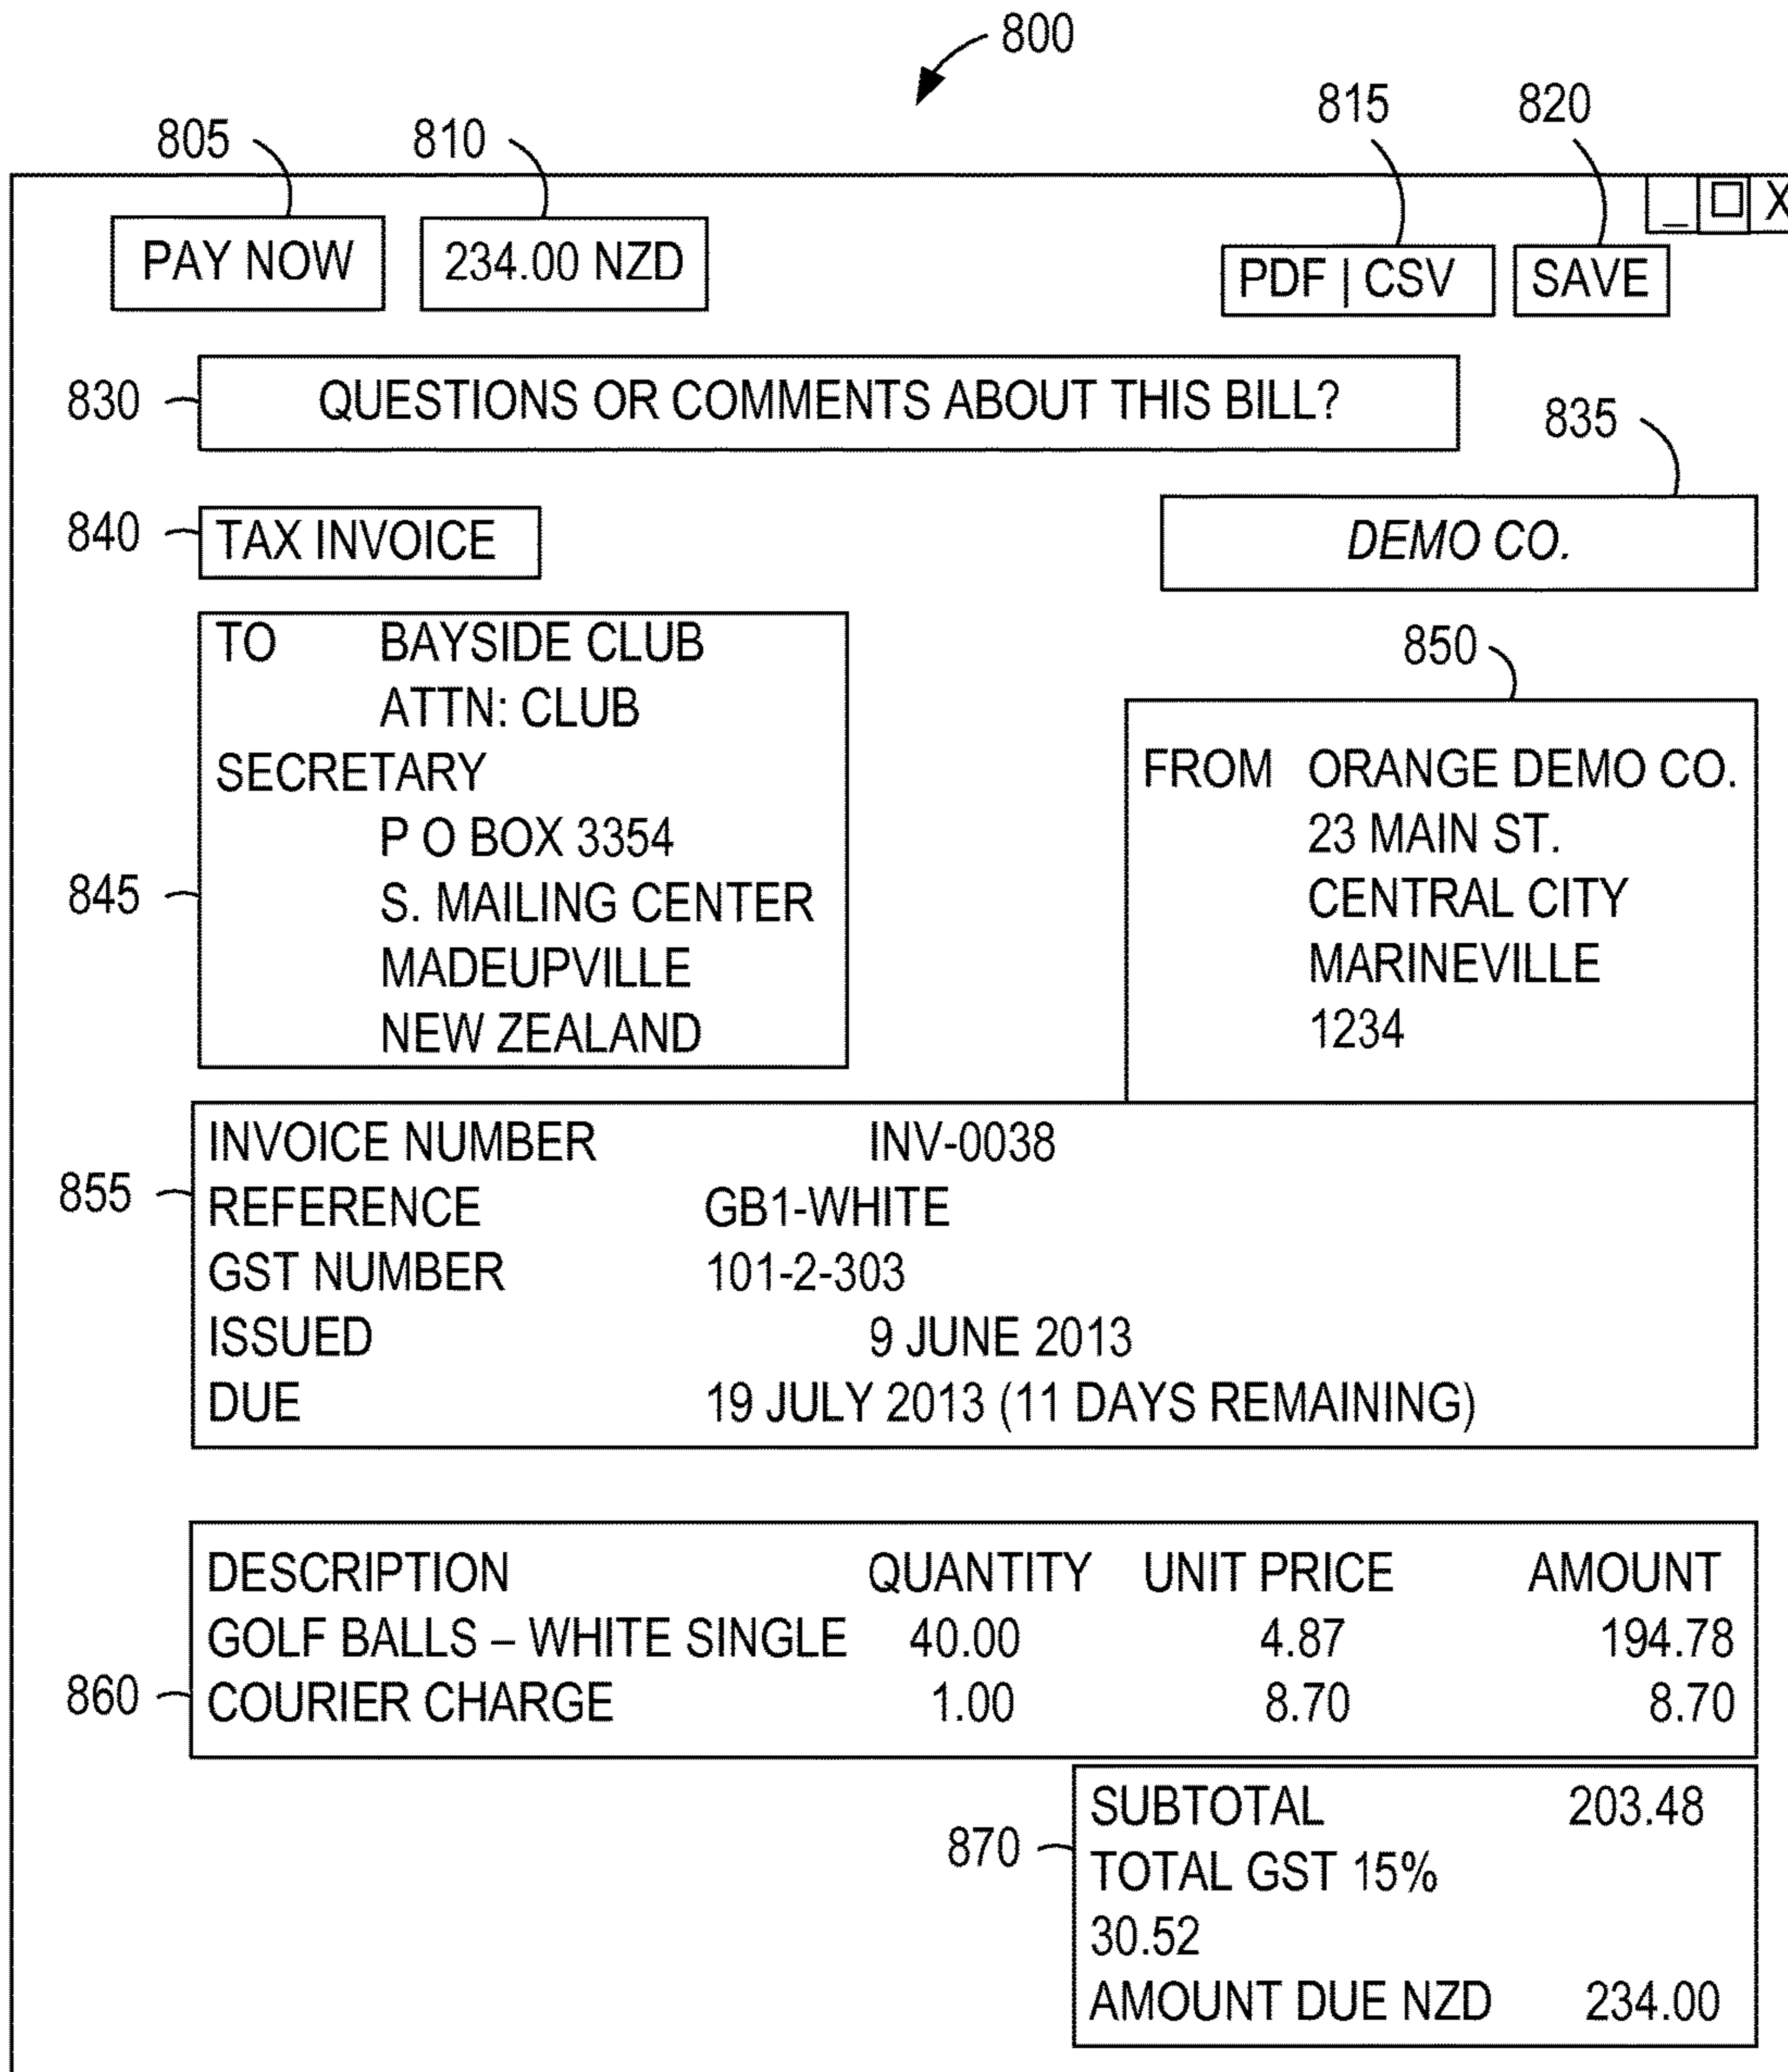 800
805 810 815 820
_ □ X
PAY NOW 234.00 NZD PDF | CSV SAVE
830 QUESTIONS OR COMMENTS ABOUT THIS BILL?
835
840 TAX INVOICE DEMO CO.
TO BAYSIDE CLUB
ATTN: CLUB
SECRETARY
P O BOX 3354
845 S. MAILING CENTER
MADEUPVILLE
NEW ZEALAND
850
FROM ORANGE DEMO CO.
23 MAIN ST.
CENTRAL CITY
MARINEVILLE
1234
INVOICE NUMBER INV-0038
855 REFERENCE GB1-WHITE
GST NUMBER 101-2-303
ISSUED 9 JUNE 2013
DUE 19 JULY 2013 (11 DAYS REMAINING)
DESCRIPTION QUANTITY UNIT PRICE AMOUNT
GOLF BALLS – WHITE SINGLE 40.00 4.87 194.78
860 COURIER CHARGE 1.00 8.70 8.70
SUBTOTAL 203.48
870 TOTAL GST 15%
30.52
AMOUNT DUE NZD 234.00